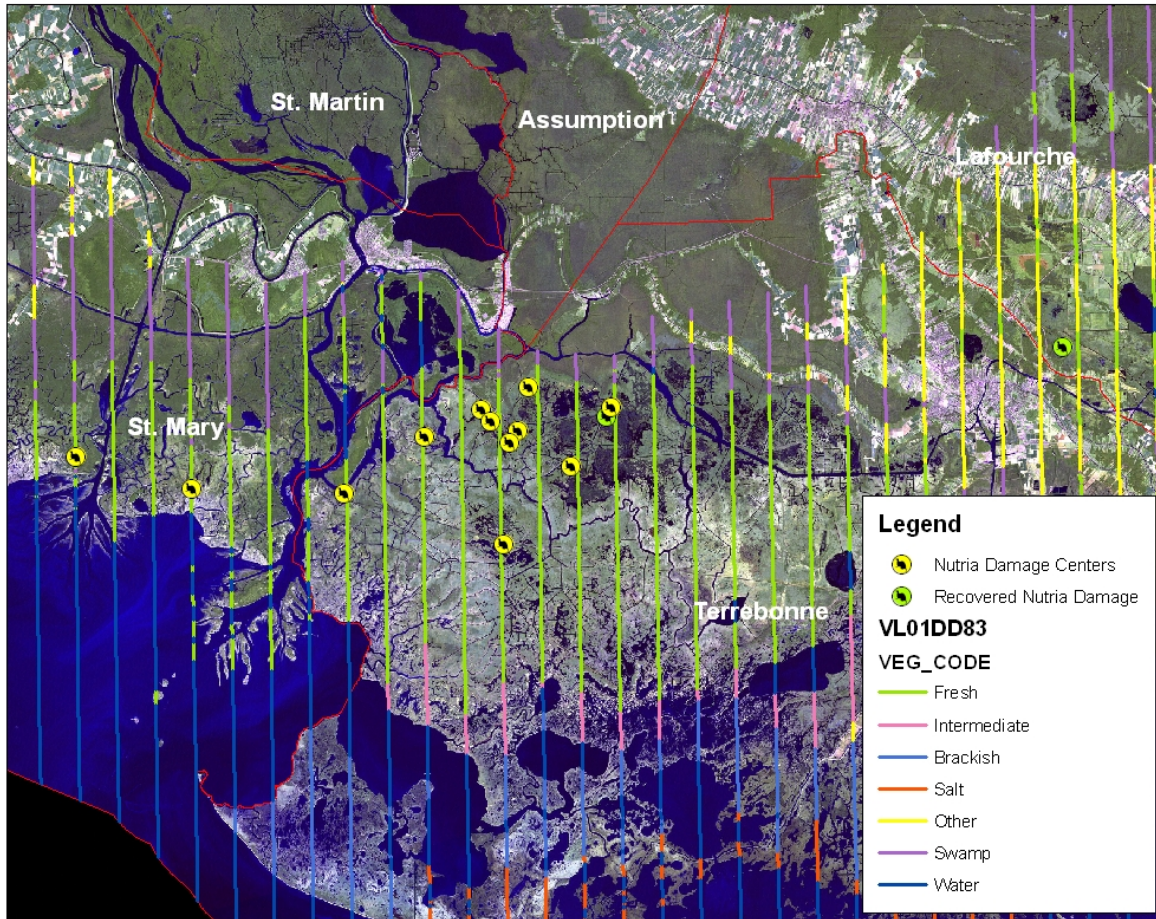 St. Martin
Assumption
Lafourche
St. Mary
Terrebonne
Legend
Nutria Damage Centers
Recovered Nutria Damage
VL01DD83
VEG_CODE
Fresh
Intermediate
Brackish
Salt
Other
Swamp
Water